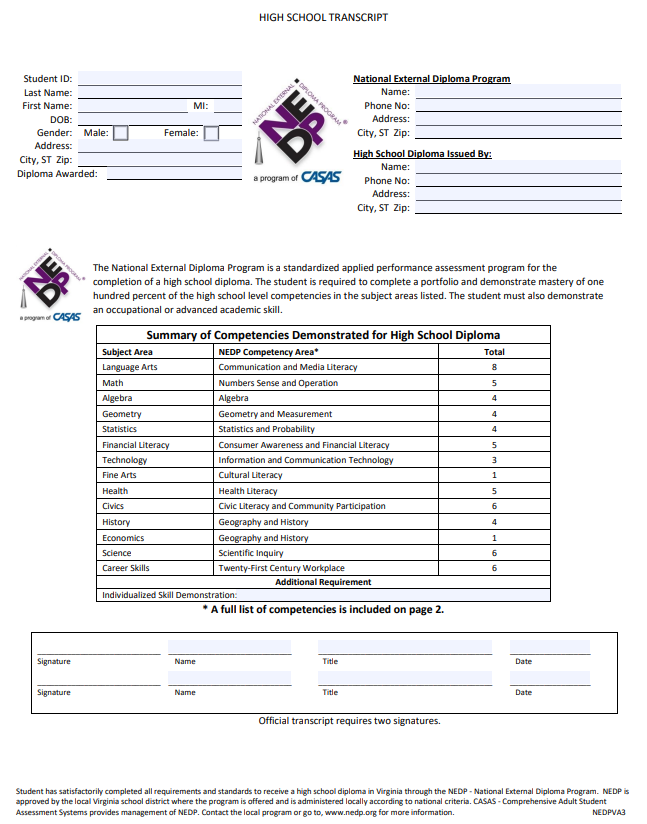 HIGH SCHOOL TRANSCRIPT
Student ID:
Last Name:
First Name: MI:
DOB:
Gender: Male: Female:
Address:
City, ST Zip:
Diploma Awarded:
NATIONAL EXTERNAL DIPLOMA PROGRAM
NEDP
®
a program of CASAS
National External Diploma Program
Name:
Phone No:
Address:
City, ST Zip:
High School Diploma Issued By:
Name:
Phone No:
Address:
City, ST Zip:
NATIONAL EXTERNAL DIPLOMA PROGRAM
NEDP
®
a program of CASAS
The National External Diploma Program is a standardized applied performance assessment program for the
completion of a high school diploma. The student is required to complete a portfolio and demonstrate mastery of one
hundred percent of the high school level competencies in the subject areas listed. The student must also demonstrate
an occupational or advanced academic skill.
Summary of Competencies Demonstrated for High School Diploma
Subject Area NEDP Competency Area* Total
Language Arts Communication and Media Literacy 8
Math Numbers Sense and Operation 5
Algebra Algebra 4
Geometry Geometry and Measurement 4
Statistics Statistics and Probability 4
Financial Literacy Consumer Awareness and Financial Literacy 5
Technology Information and Communication Technology 3
Fine Arts Cultural Literacy 1
Health Health Literacy 5
Civics Civic Literacy and Community Participation 6
History Geography and History 4
Economics Geography and History 1
Science Scientific Inquiry 6
Career Skills Twenty-First Century Workplace 6
Additional Requirement
Individualized Skill Demonstration:
* A full list of competencies is included on page 2.
Signature Name Title Date
Signature Name Title Date
Official transcript requires two signatures.
Student has satisfactorily completed all requirements and standards to receive a high school diploma in Virginia through the NEDP - National External Diploma Program. NEDP is
approved by the local Virginia school district where the program is offered and is administered locally according to national criteria. CASAS - Comprehensive Adult Student
Assessment Systems provides management of NEDP. Contact the local program or go to, www.nedp.org for more information. NEDPVA3